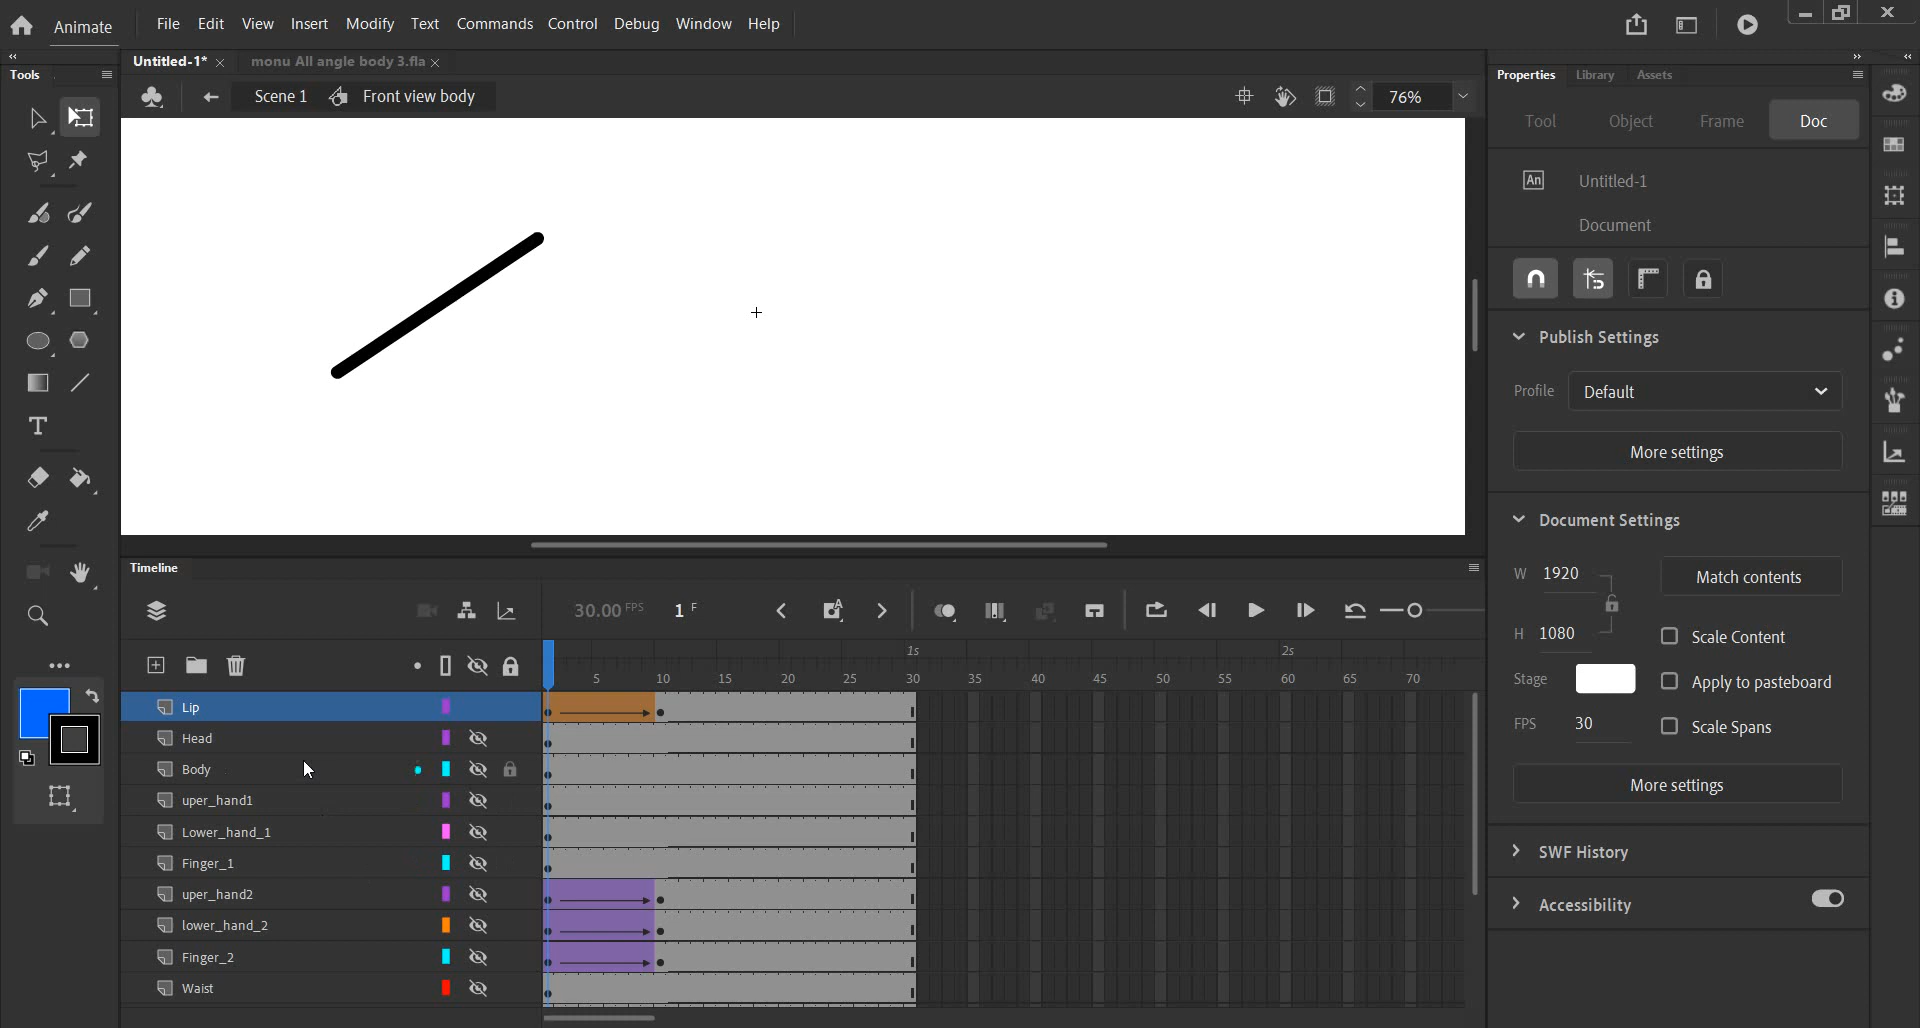 Animate File Edit View Insert Modify Text Commands Control Debug Window Help
Tools
Untitled-1* monu All angle body 3.fla
Scene 1 Front view body 76%
Properties Library Assets
Tool Object Frame Doc
An Untitled-1
Document
Publish Settings
Profile Default
More settings
Document Settings
W 1920 Match contents
H 1080 Scale Content
Stage Apply to pasteboard
FPS 30 Scale Spans
More settings
SWF History
Accessibility
T
Timeline
30.00 FPS 1 F
1s 2s
5 10 15 20 25 30 35 40 45 50 55 60 65 70
Lip
Head
Body
uper_hand1
Lower_hand_1
Finger_1
uper_hand2
lower_hand_2
Finger_2
Waist